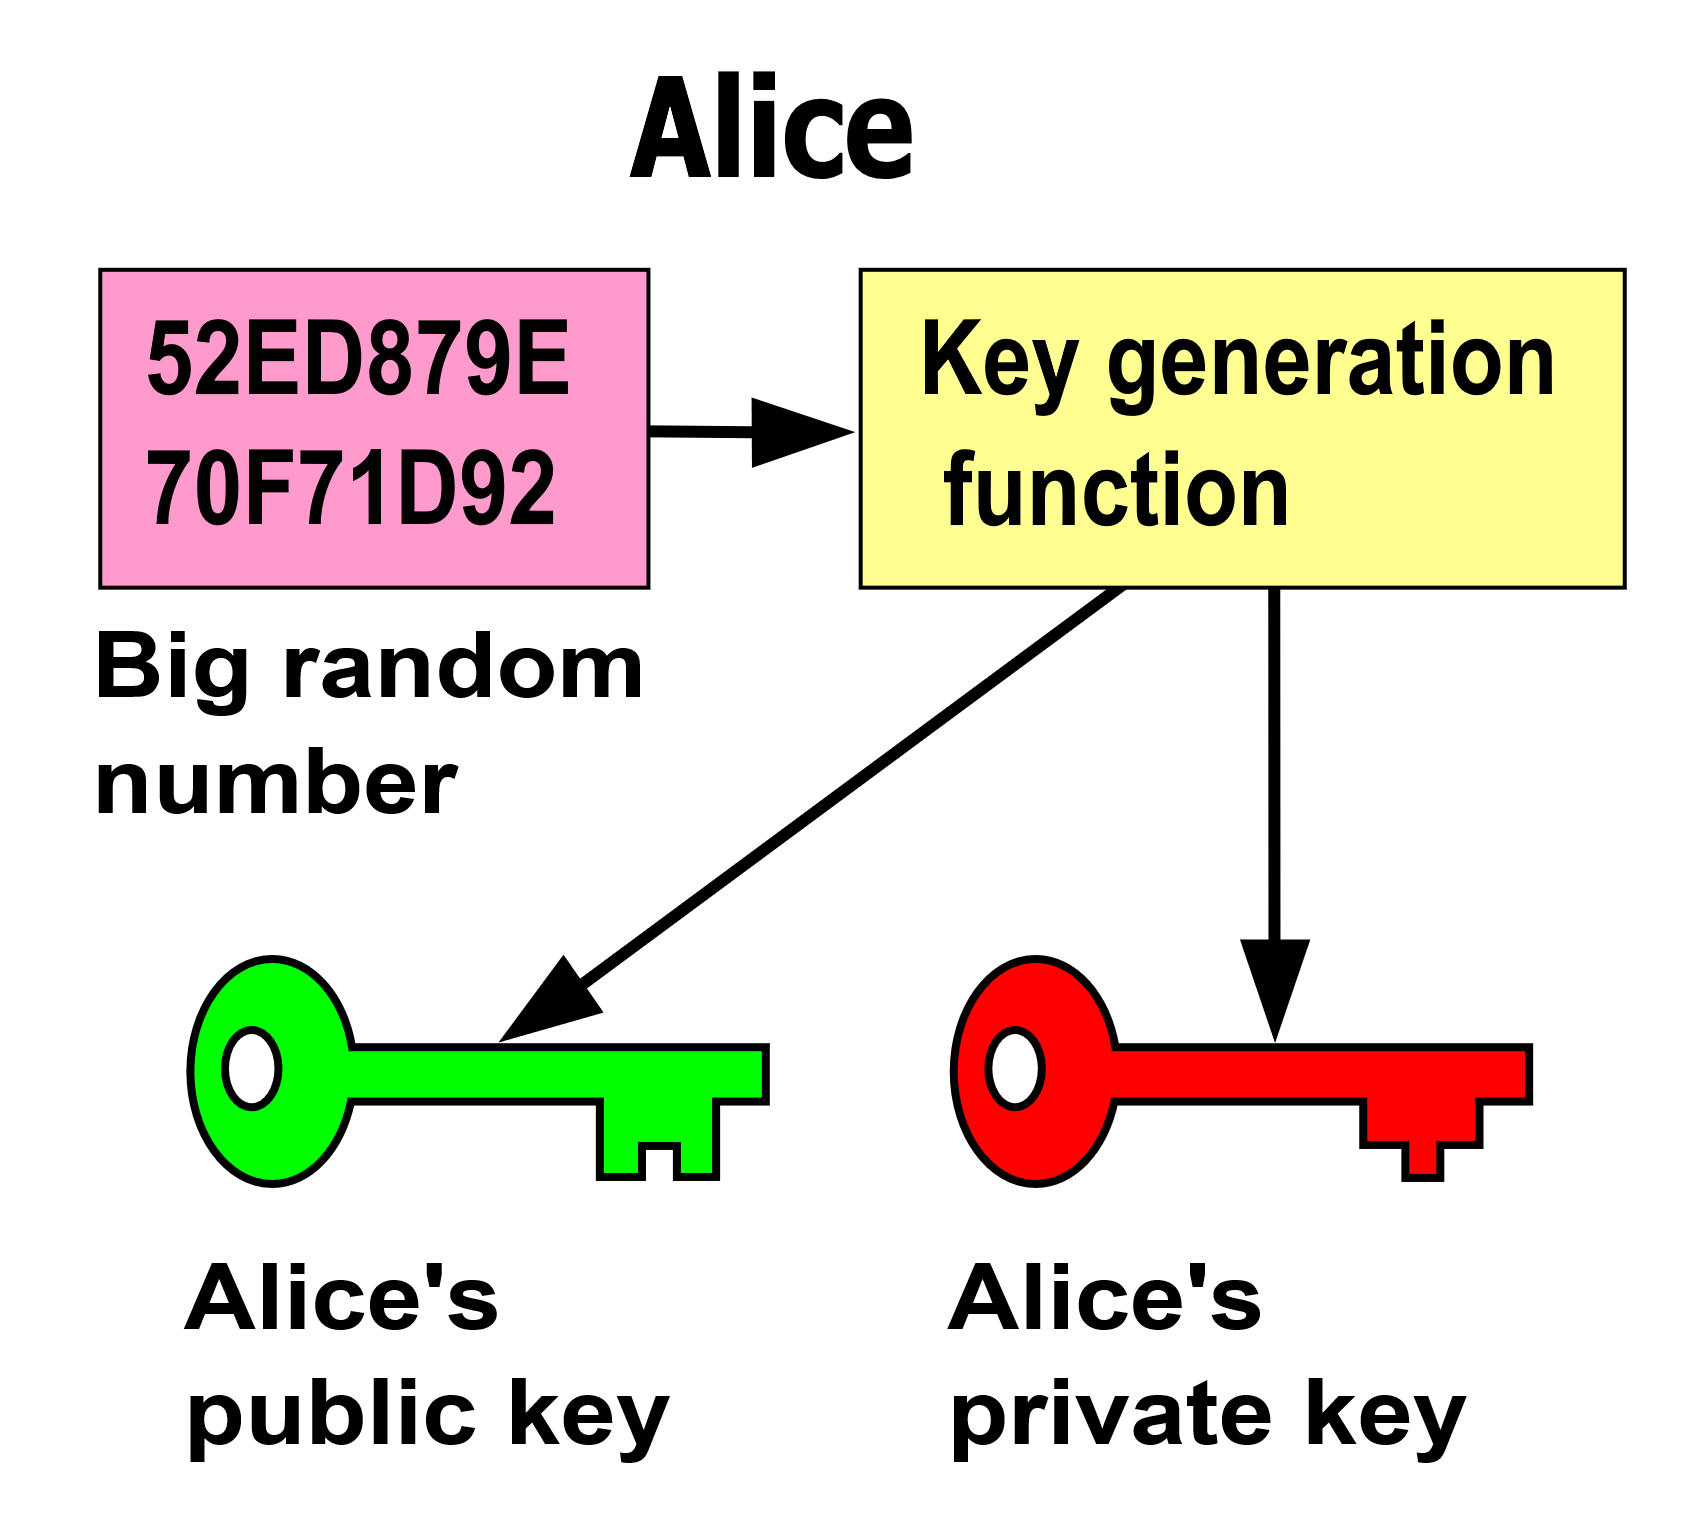 Alice
52ED879E
70F71D92
Key generation
function
Big random
number
Alice's
public key
Alice's
private key